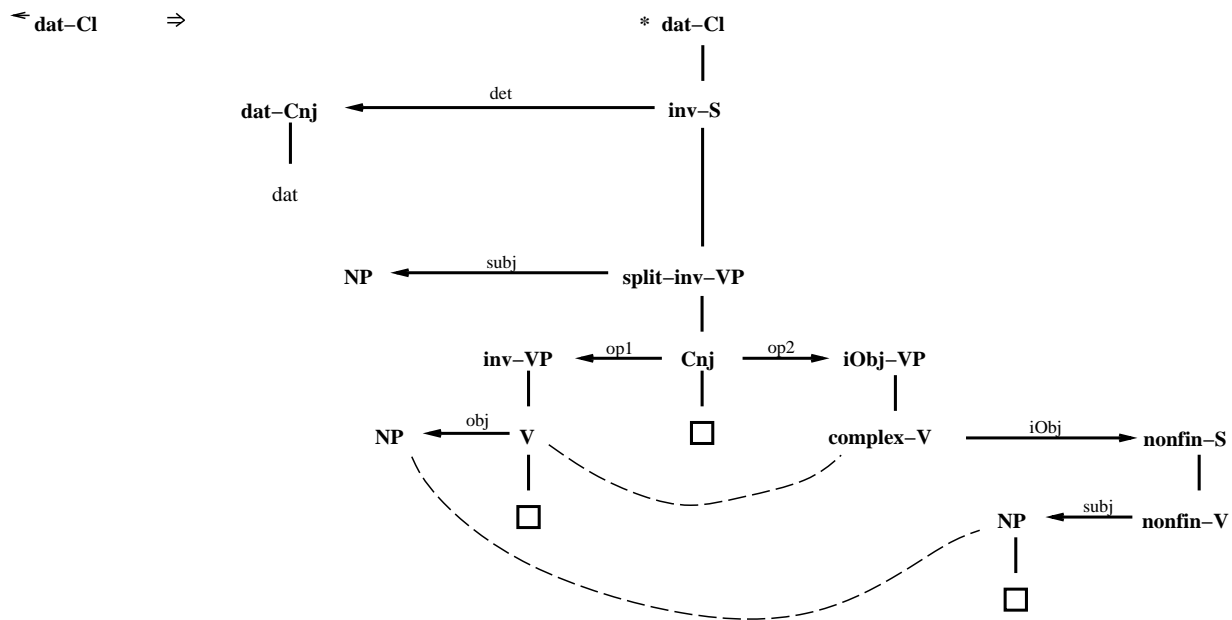 dat–Cl ⇒ * dat–Cl
det
dat–Cnj inv–S
dat
subj
NP split–inv–VP
inv–VP op1 Cnj op2 iObj–VP
obj iObj
NP V complex–V nonfin–S
subj
NP nonfin–V